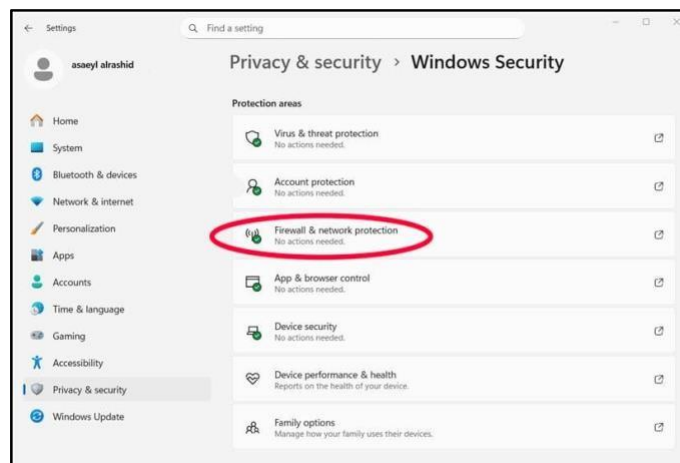 Settings
Find a setting
asaeyl alrashid
Privacy & security > Windows Security
Home
System
Bluetooth & devices
Network & internet
Personalization
Apps
Accounts
Time & language
Gaming
Accessibility
Privacy & security
Windows Update
Protection areas
Virus & threat protection
No actions needed.
Account protection
No actions needed.
Firewall & network protection
No actions needed.
App & browser control
No actions needed.
Device security
No actions needed.
Device performance & health
Reports on the health of your device.
Family options
Manage how your family uses their devices.